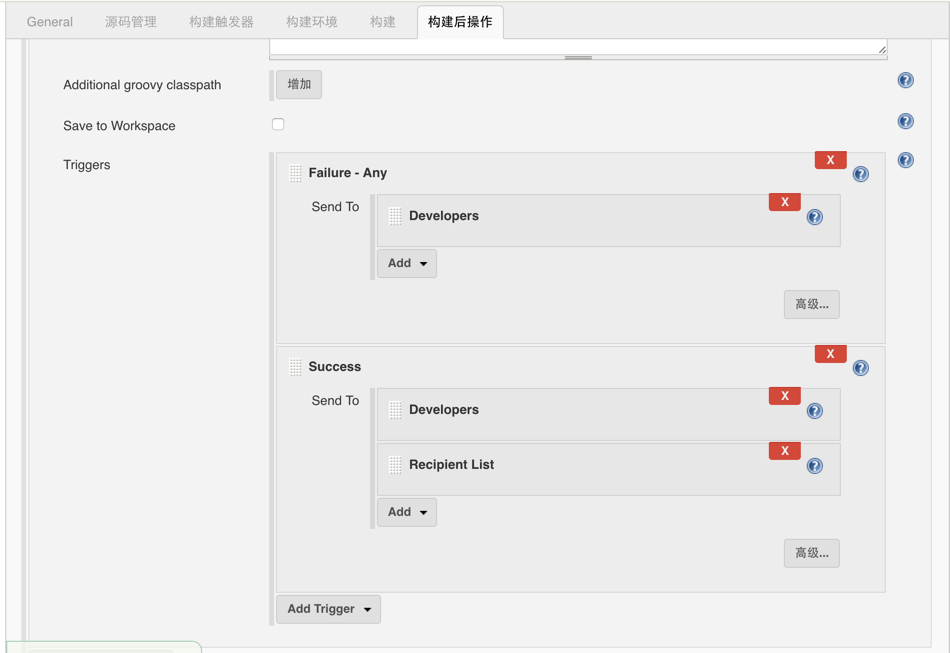 General 源码管理 构建触发器 构建环境 构建 构建后操作
Additional groovy classpath 增加
Save to Workspace
Triggers
X
Failure - Any
Send To
X
Developers
Add
高级...
X
Success
Send To
X
Developers
X
Recipient List
Add
高级...
Add Trigger